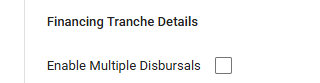 Financing Tranche Details
Enable Multiple Disbursals